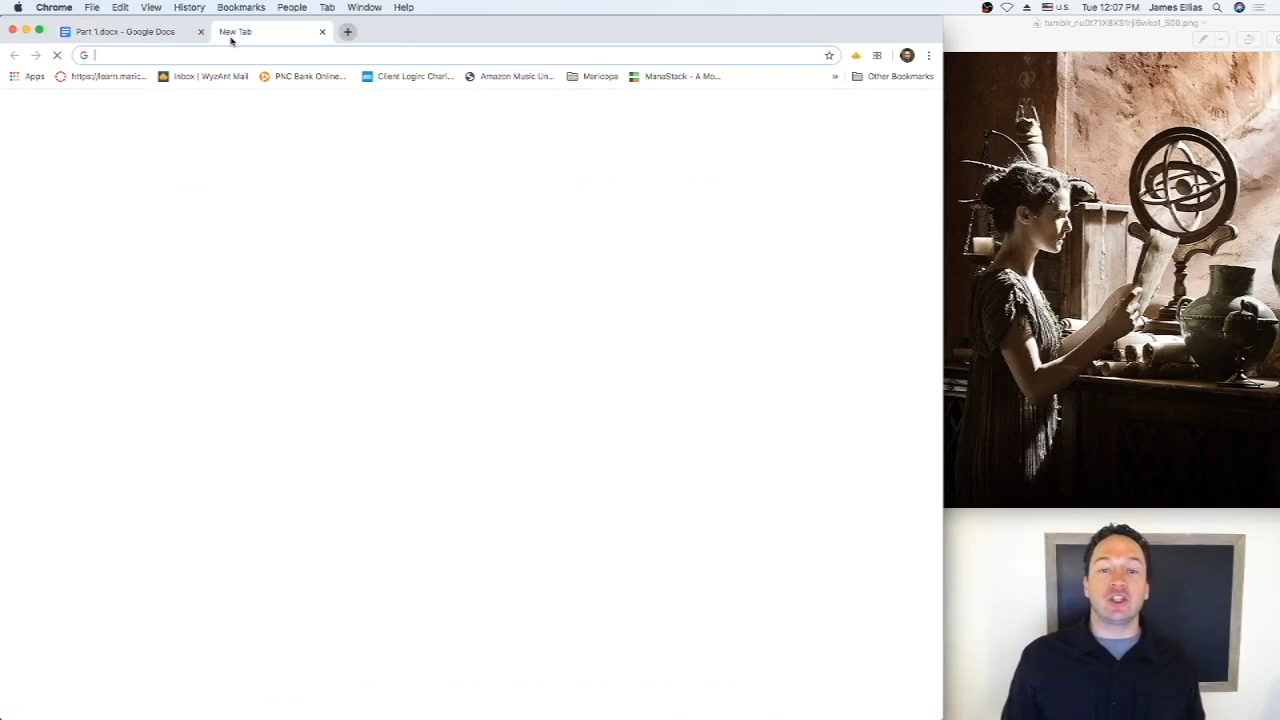 Chrome File Edit View History Bookmarks People Tab Window Help U.S. Tue 12:07 PM James Ellias
Part 1.docx - Google Docs New Tab
tumblr_nu0t71XBXS1rji6wko1_500.png
G
Apps https://learn.maric... Inbox | WyzAnt Mail PNC Bank Online... Client Login: Charl... Amazon Music Un... Maricopa ManaStack - A Mo... » Other Bookmarks